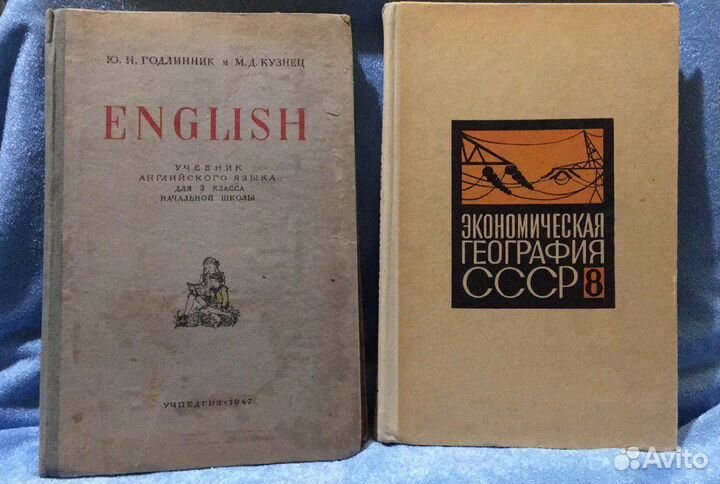 Ю. И. ГОДЛИННИК и М. Д. КУЗНЕЦ
ENGLISH
УЧЕБНИК
АНГЛИЙСКОГО ЯЗЫКА
ДЛЯ 3 КЛАССА
НАЧАЛЬНОЙ ШКОЛЫ
УЧПЕДГИЗ • 1947
ЭКОНОМИЧЕСКАЯ
ГЕОГРАФИЯ
СССР 8
Avito